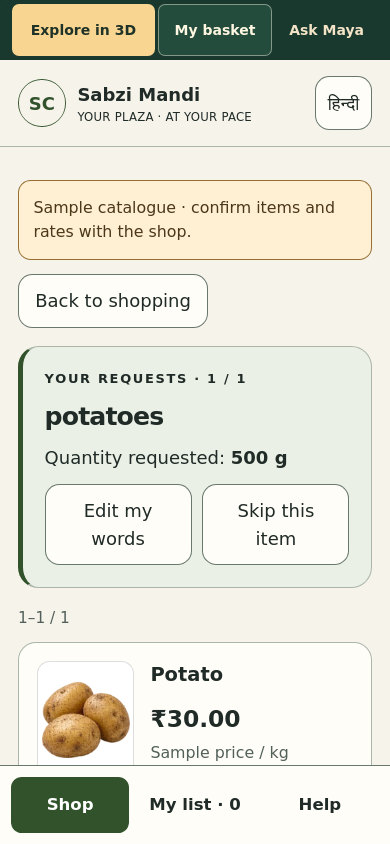 Explore in 3D My basket Ask Maya
SC Sabzi Mandi
YOUR PLAZA · AT YOUR PACE
हिन्दी
Sample catalogue · confirm items and
rates with the shop.
Back to shopping
YOUR REQUESTS · 1 / 1
potatoes
Quantity requested: 500 g
Edit my
words
Skip this
item
1–1 / 1
Potato
₹30.00
Sample price / kg
Shop My list · 0 Help